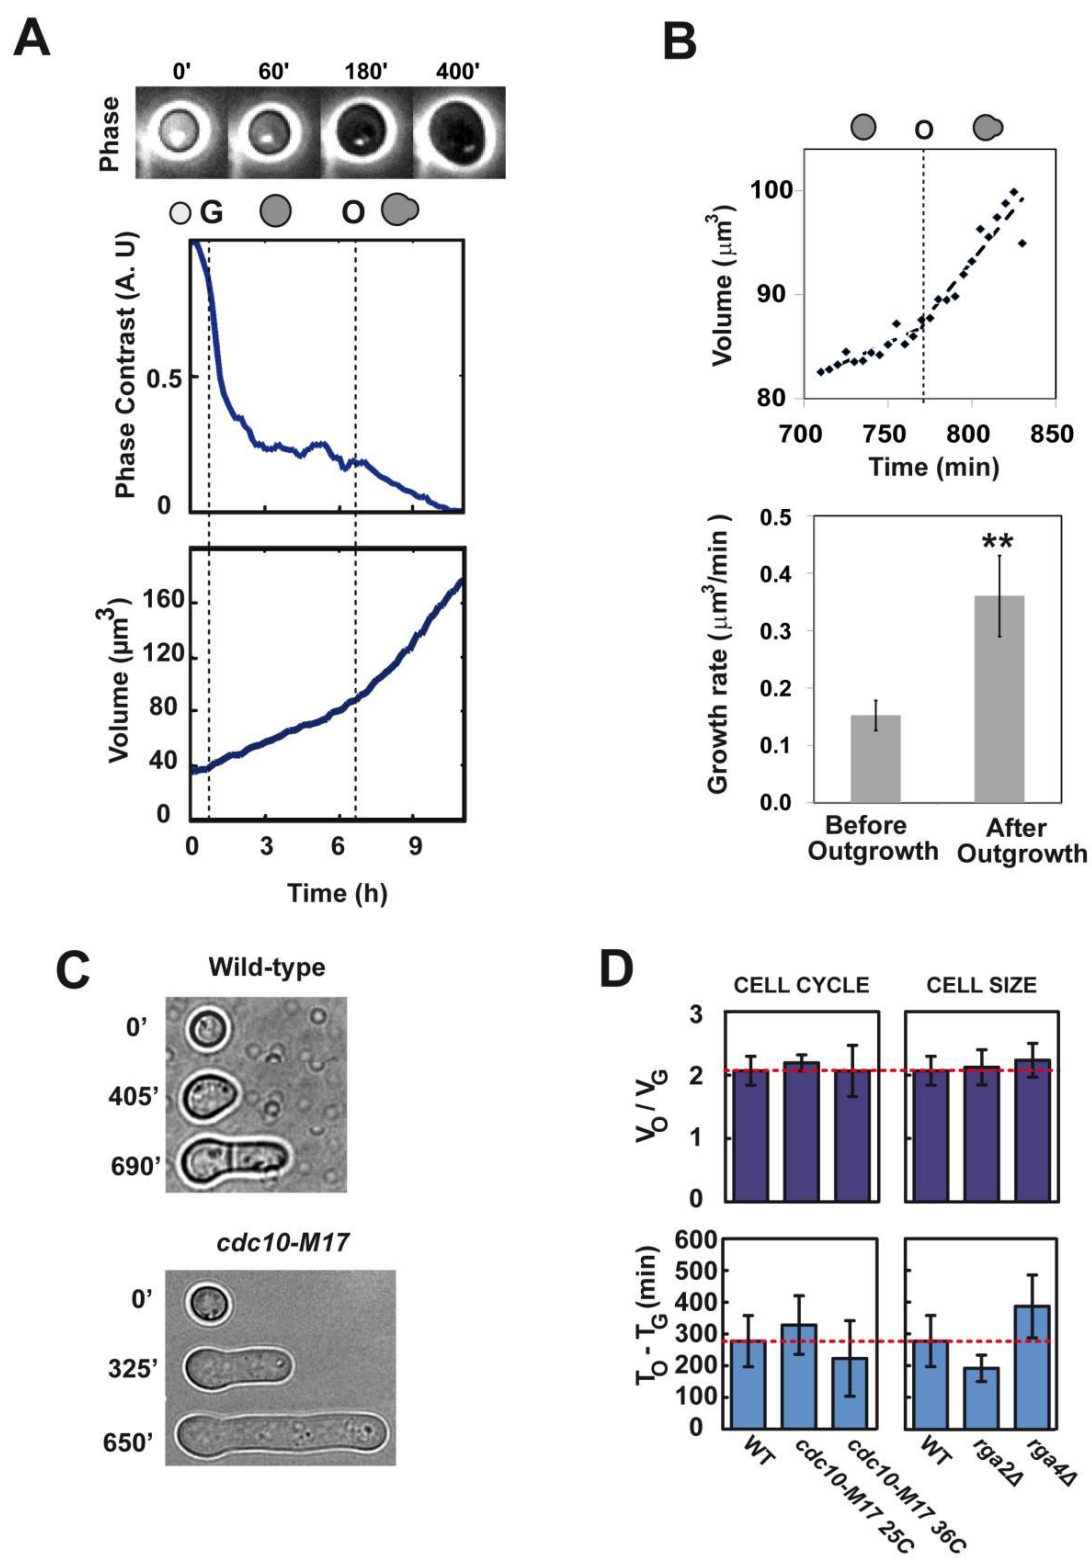 A
0' 60' 180' 400'
Phase
G O
Phase Contrast (A. U)
0.5
0
Volume (µm³)
160
120
80
40
0
0 3 6 9
Time (h)
B
O
Volume (µm³)
100
90
80
700 750 800 850
Time (min)
Growth rate (µm³/min )
0.5
**
0.4
0.3
0.2
0.1
0.0
Before
Outgrowth
After
Outgrowth
C
Wild-type
0’
405’
690’
cdc10-M17
0’
325’
650’
D
CELL CYCLE CELL SIZE
V_O / V_G
3
2
1
0
T_O - T_G (min)
600
500
400
300
200
100
0
WT
cdc10-M17 25C
cdc10-M17 36C
WT
rga2Δ
rga4Δ